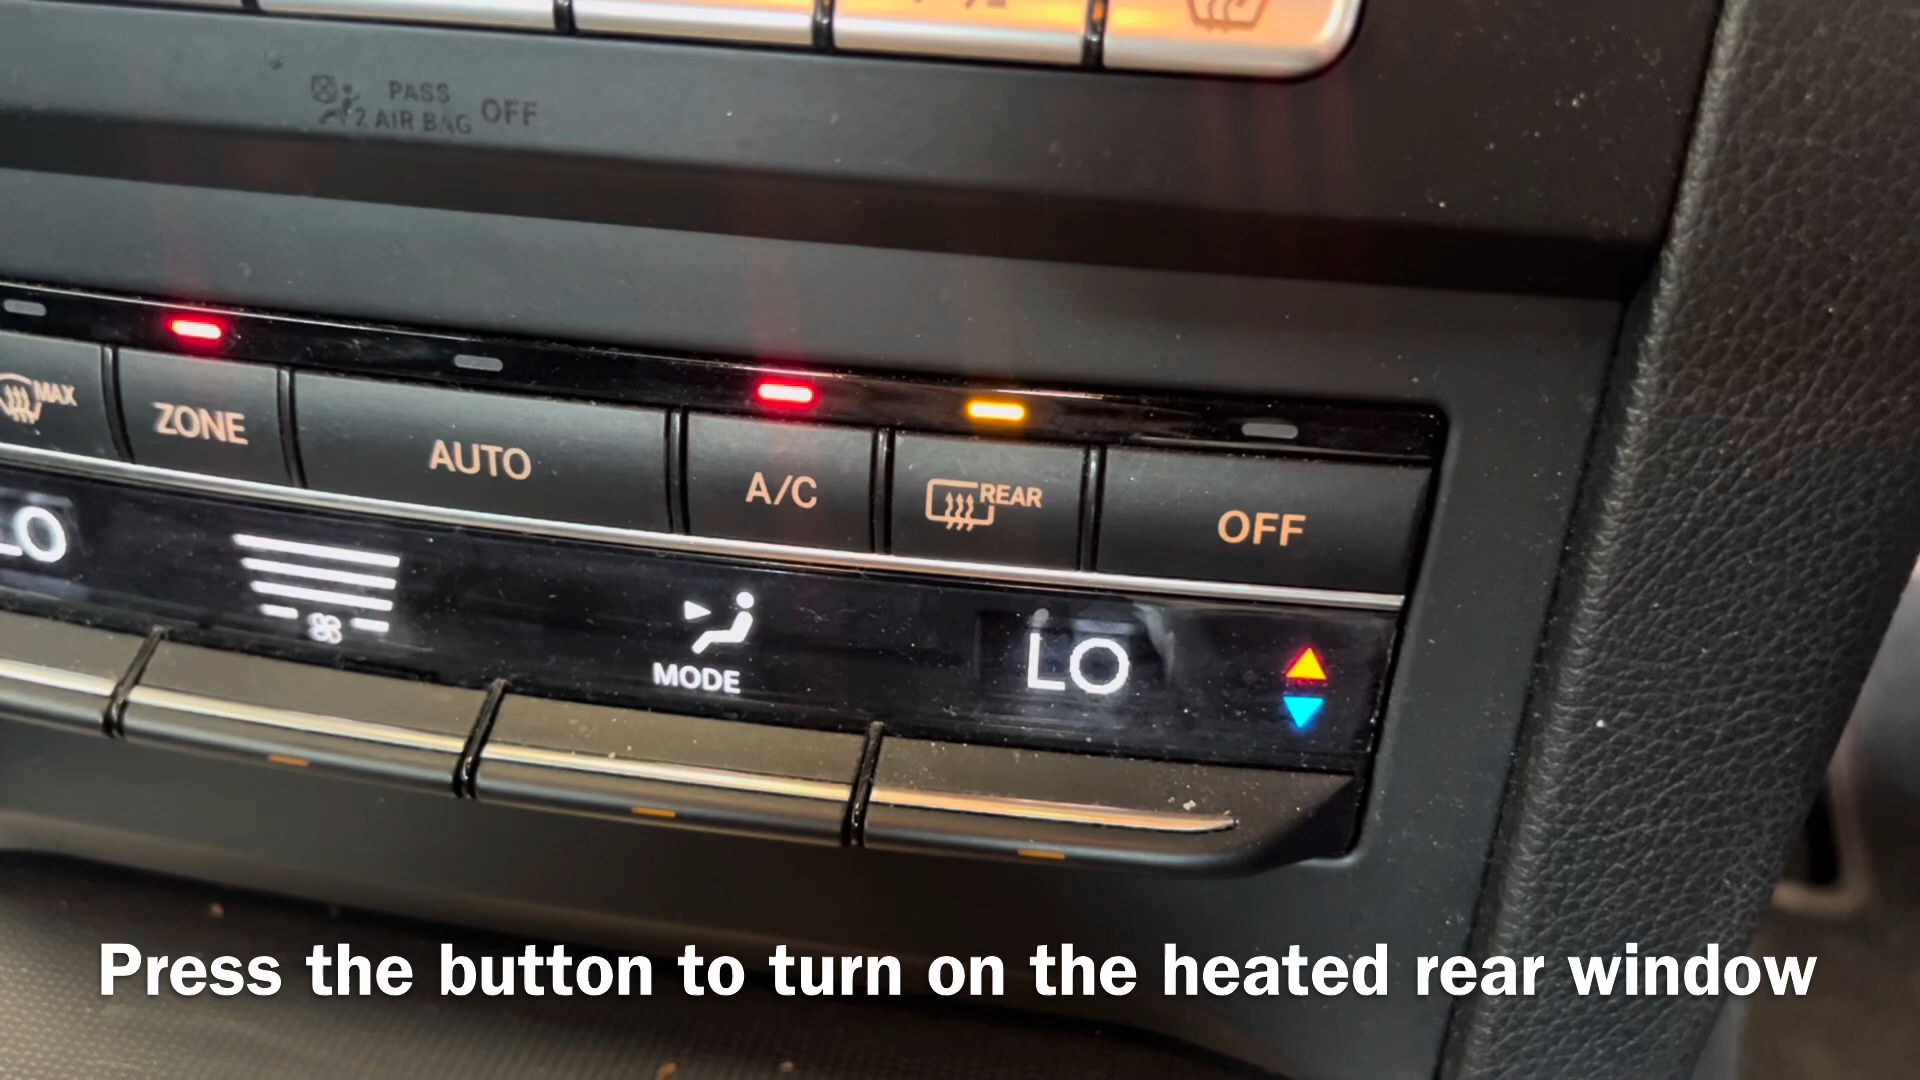 PASS
2 AIR BAG OFF
MAX
ZONE
AUTO
A/C
REAR
OFF
LO
MODE
LO
Press the button to turn on the heated rear window